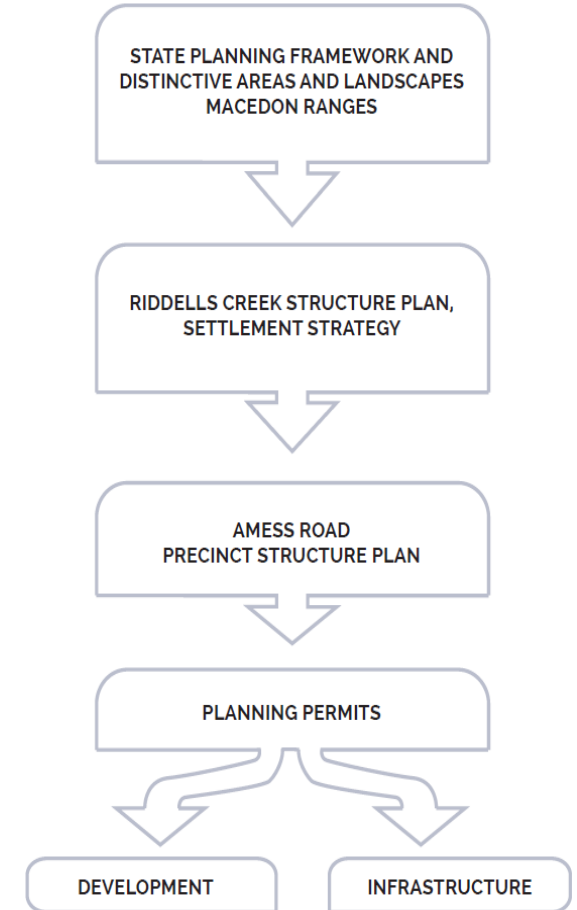 STATE PLANNING FRAMEWORK AND
DISTINCTIVE AREAS AND LANDSCAPES
MACEDON RANGES
RIDDELLS CREEK STRUCTURE PLAN,
SETTLEMENT STRATEGY
AMESS ROAD
PRECINCT STRUCTURE PLAN
PLANNING PERMITS
DEVELOPMENT
INFRASTRUCTURE